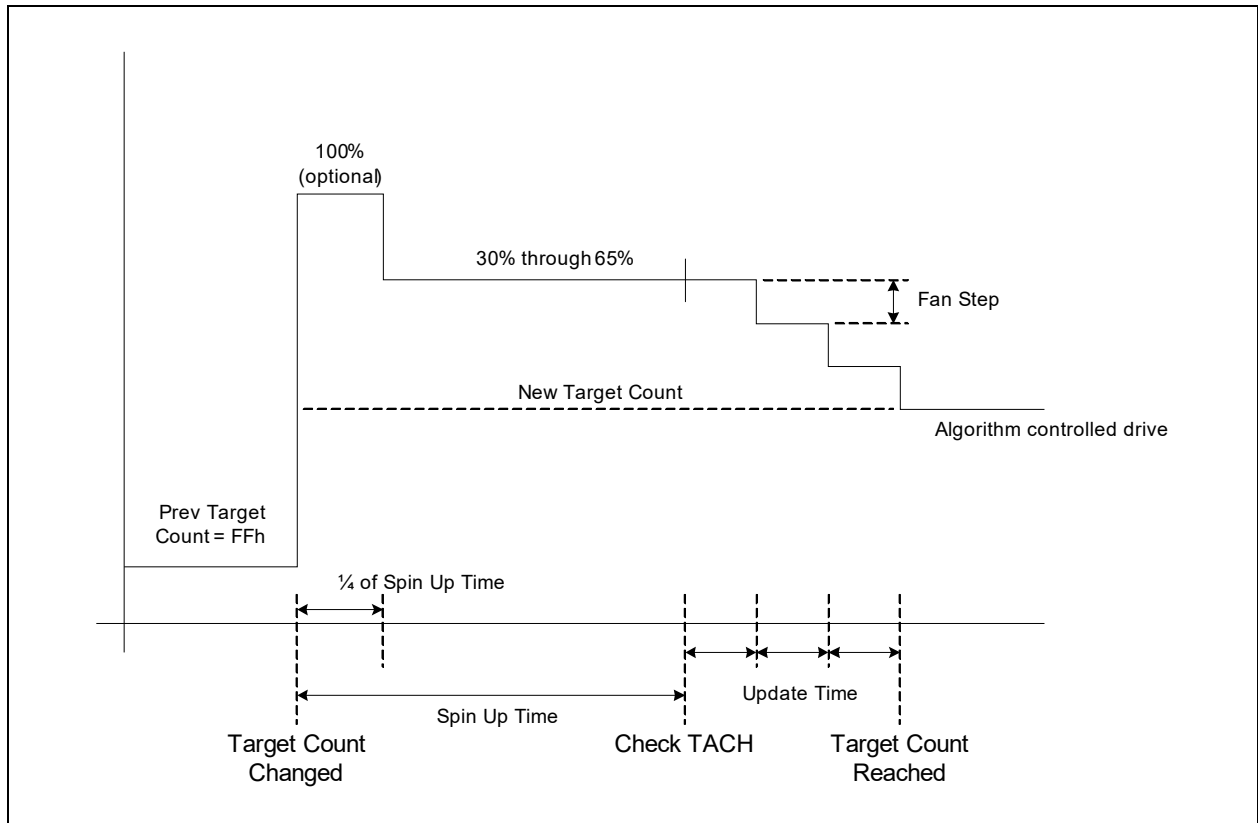 100%
(optional)
30% through 65%
Fan Step
New Target Count
Algorithm controlled drive
Prev Target
Count = FFh
¼ of Spin Up Time
Update Time
Spin Up Time
Target Count
Changed
Check TACH
Target Count
Reached